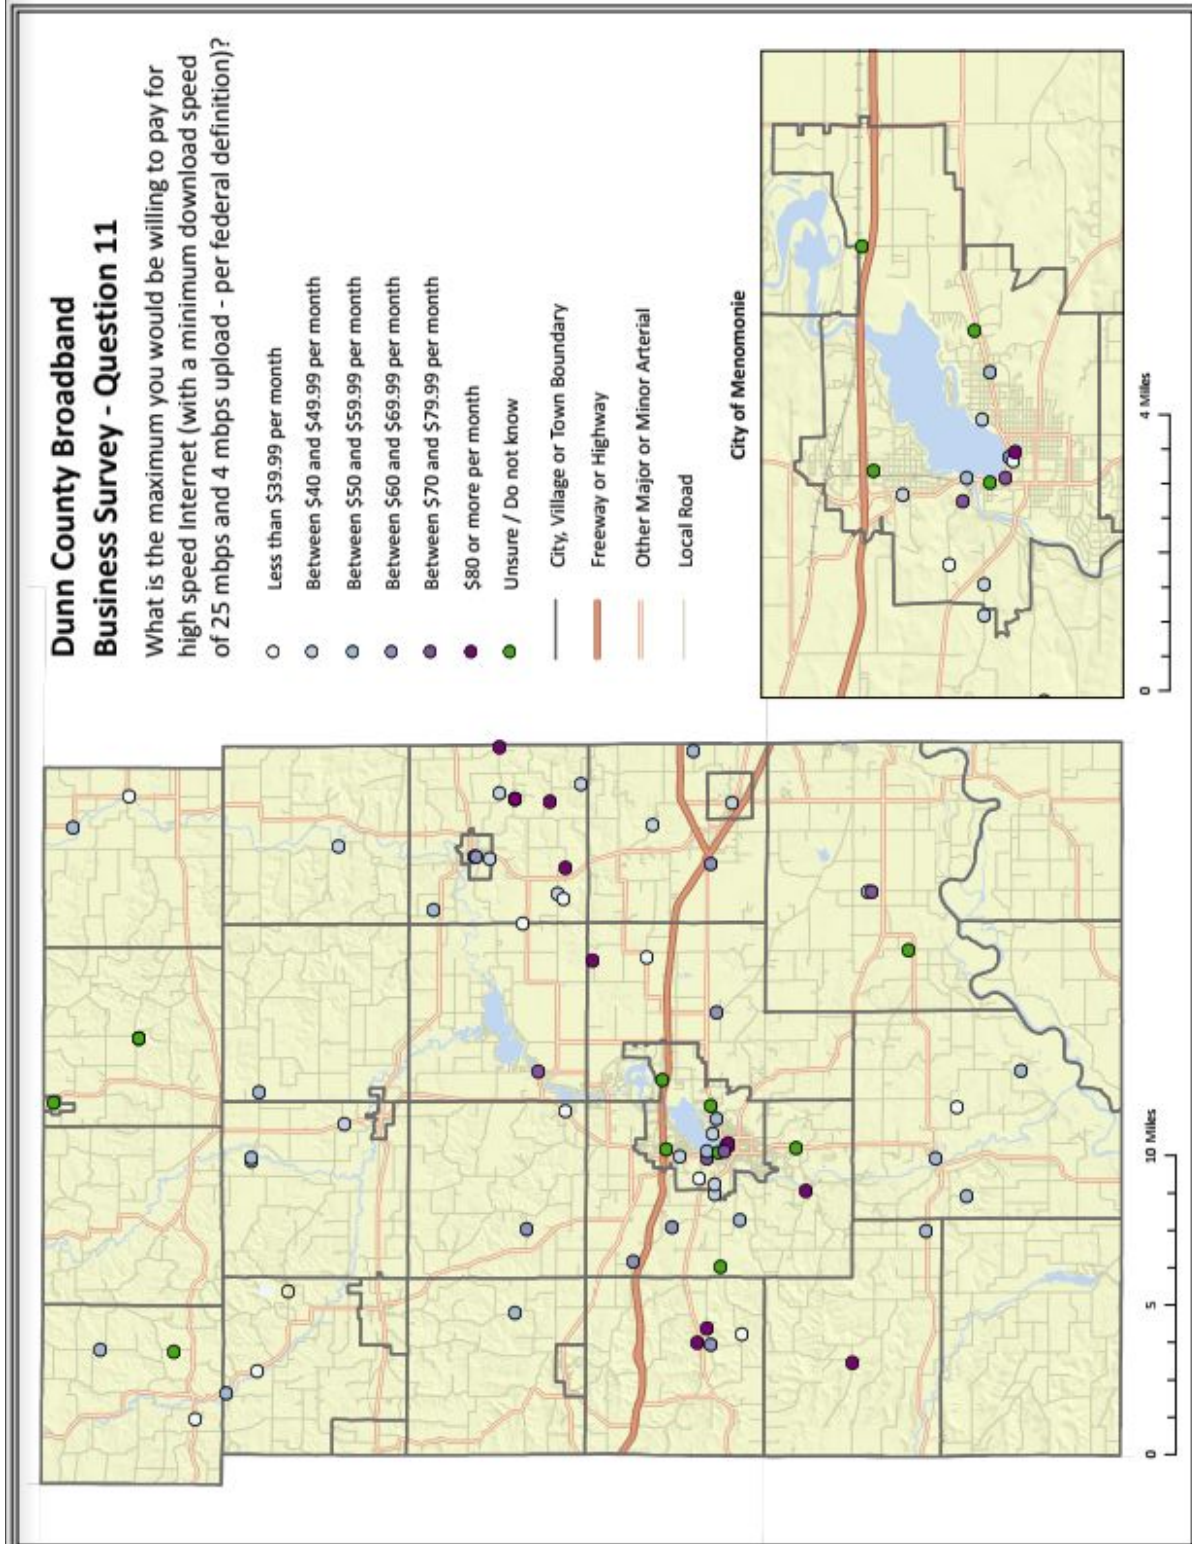 Dunn County Broadband
Business Survey - Question 11
What is the maximum you would be willing to pay for
high speed Internet (with a minimum download speed
of 25 mbps and 4 mbps upload - per federal definition)?
Less than $39.99 per month
Between $40 and $49.99 per month
Between $50 and $59.99 per month
Between $60 and $69.99 per month
Between $70 and $79.99 per month
$80 or more per month
Unsure / Do not know
City, Village or Town Boundary
Freeway or Highway
Other Major or Minor Arterial
Local Road
City of Menomonie
0 4 Miles
0 5 10 Miles